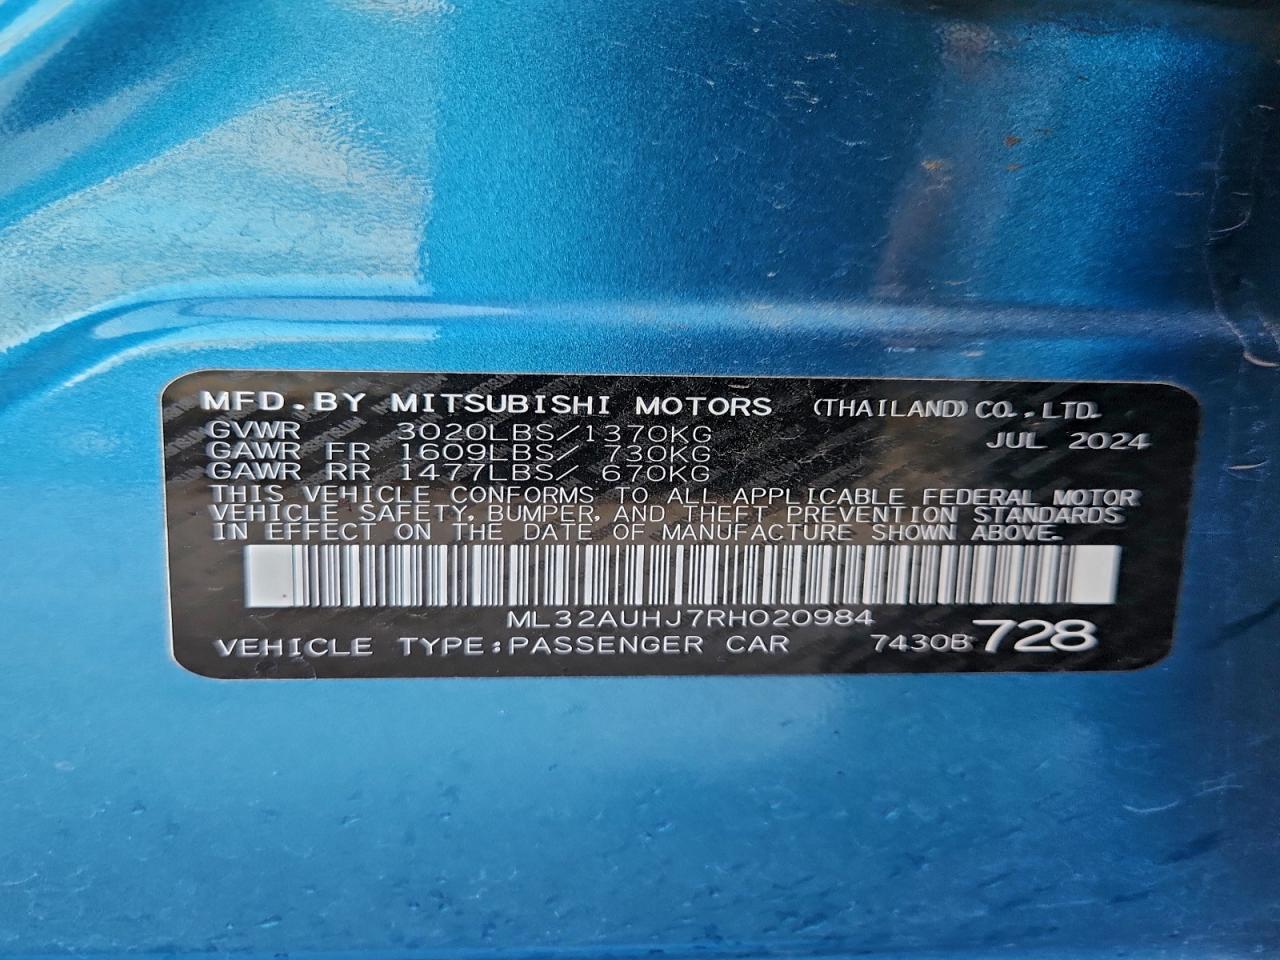 MFD.BY MITSUBISHI MOTORS (THAILAND) CO.,LTD.
GVWR 3020LBS/1370KG JUL 2024
GAWR FR 1609LBS/ 730KG
GAWR RR 1477LBS/ 670KG
THIS VEHICLE CONFORMS TO ALL APPLICABLE FEDERAL MOTOR
VEHICLE SAFETY, BUMPER, AND THEFT PREVENTION STANDARDS
IN EFFECT ON THE DATE OF MANUFACTURE SHOWN ABOVE.
ML32AUHJ7RH020984
VEHICLE TYPE:PASSENGER CAR 7430B728